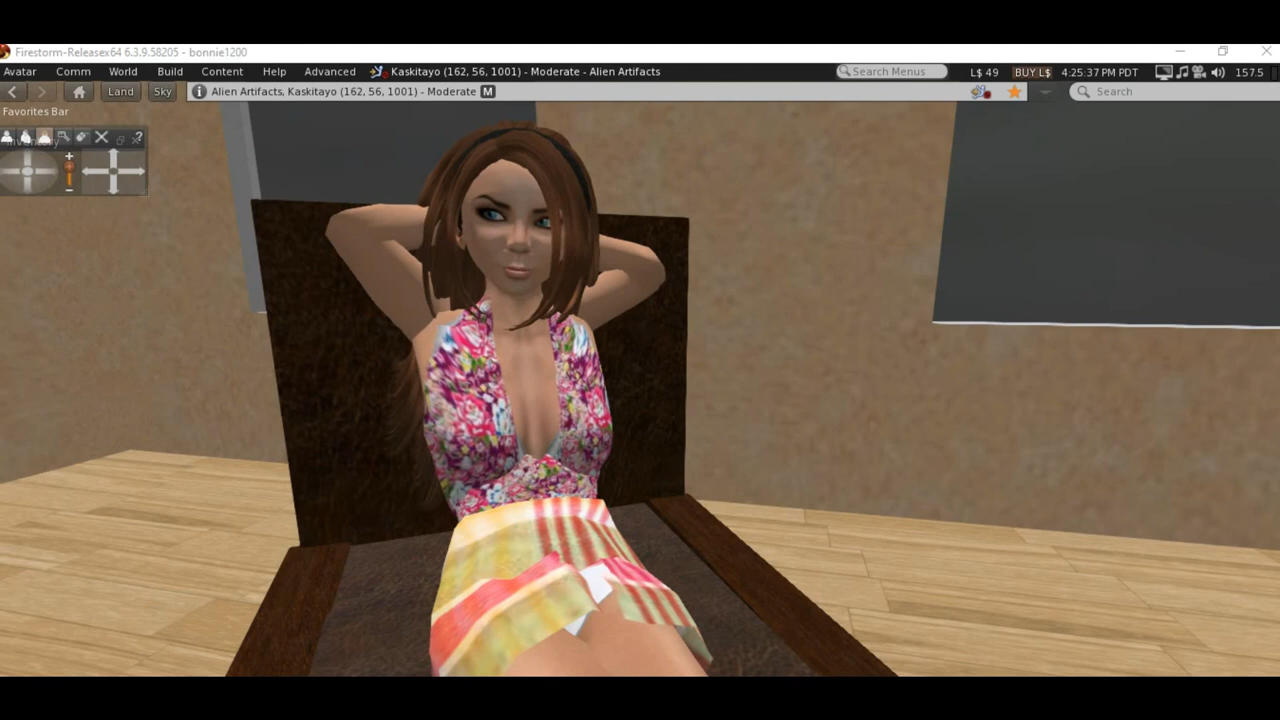 Firestorm-Releasex64 6.3.9.58205 - bonnie1200
Avatar Comm World Build Content Help Advanced Kaskitayo (162, 56, 1001) - Moderate - Alien Artifacts Search Menus L$ 49 BUY L$ 4:25:37 PM PDT 157.5
Land Sky Alien Artifacts, Kaskitayo (162, 56, 1001) - Moderate M Search
Favorites Bar